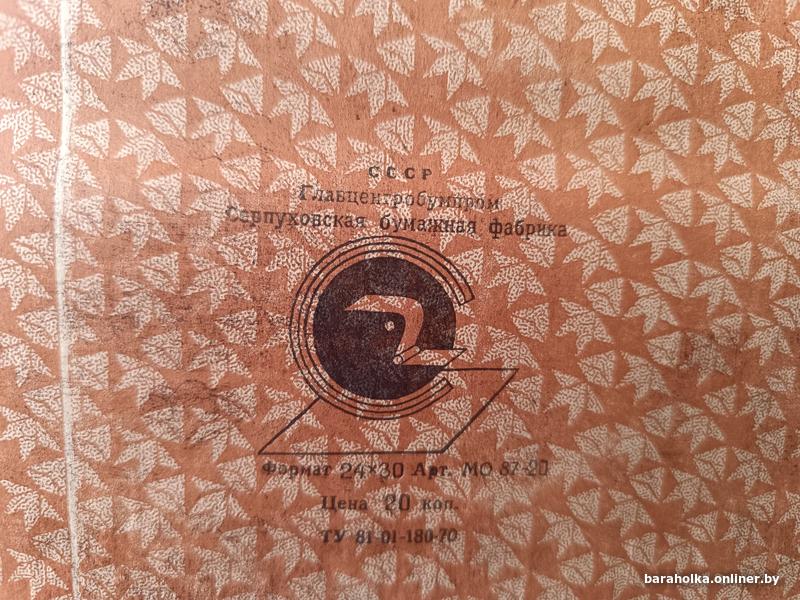 СССР
Главцентробумпром
Серпуховская бумажная фабрика
Формат 24×30 Арт. МО 87-20
Цена 20 коп.
ТУ 81-01-180-70
baraholka.onliner.by